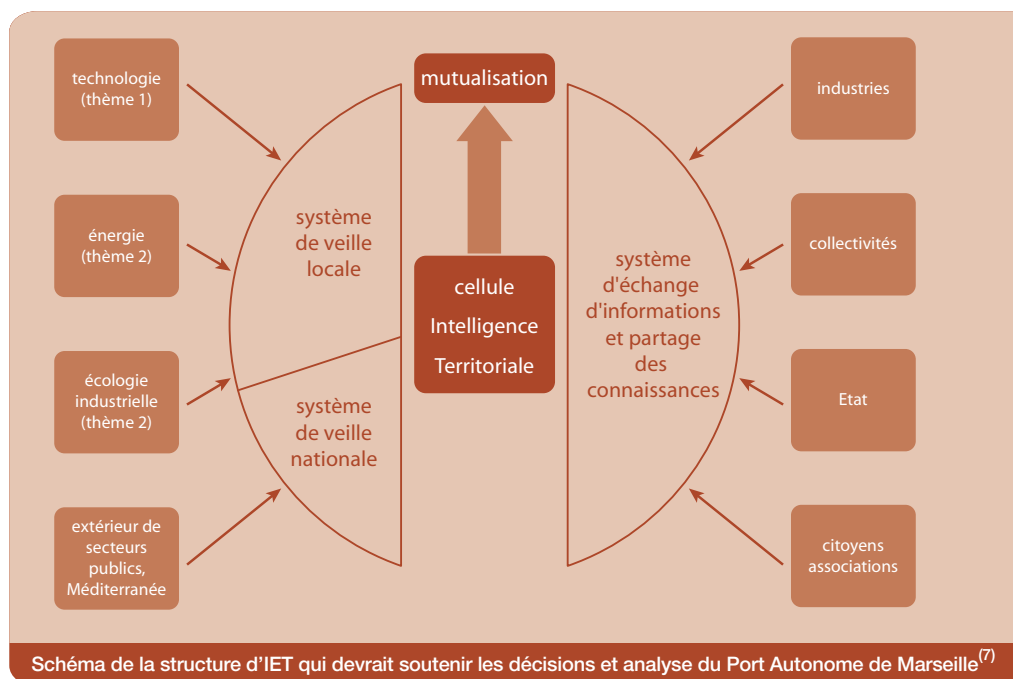 technologie
(thème 1)
énergie
(thème 2)
écologie
industrielle
(thème 2)
extérieur de
secteurs
publics,
Méditerranée
système
de veille
locale
système
de veille
nationale
mutualisation
cellule
Intelligence
Territoriale
système
d'échange
d'informations
et partage
des
connaissances
industries
collectivités
Etat
citoyens
associations
Schéma de la structure d'IET qui devrait soutenir les décisions et analyse du Port Autonome de Marseille(7)